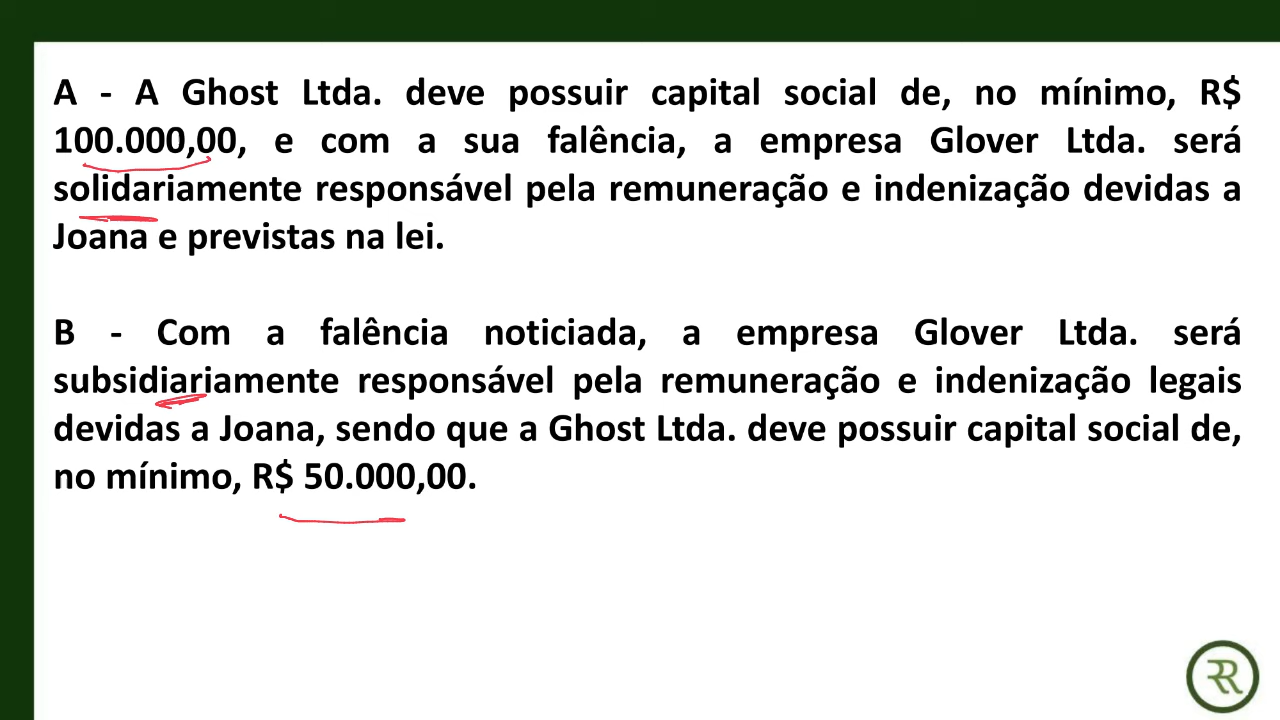 A - A Ghost Ltda. deve possuir capital social de, no mínimo, R$
100.000,00, e com a sua falência, a empresa Glover Ltda. será
solidariamente responsável pela remuneração e indenização devidas a
Joana e previstas na lei.
B - Com a falência noticiada, a empresa Glover Ltda. será
subsidiariamente responsável pela remuneração e indenização legais
devidas a Joana, sendo que a Ghost Ltda. deve possuir capital social de,
no mínimo, R$ 50.000,00.